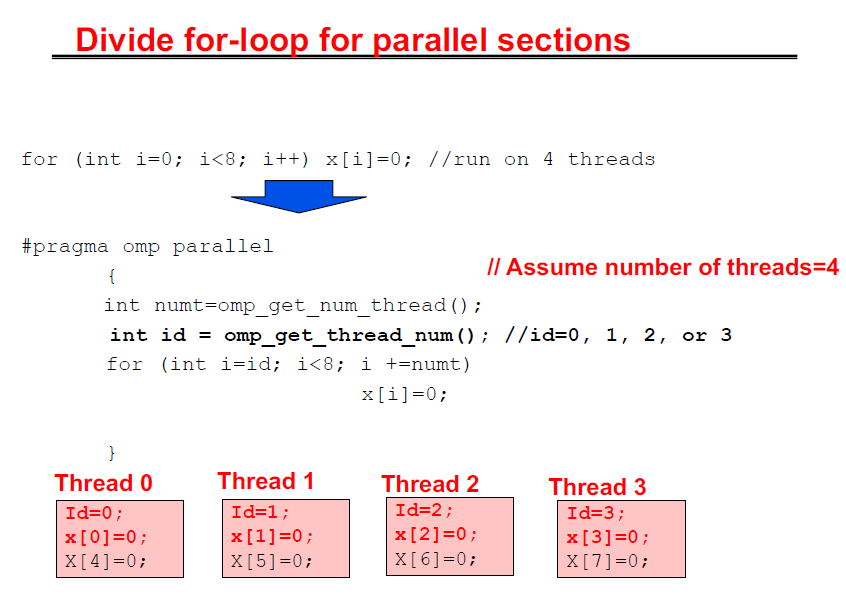 Divide for-loop for parallel sections
for (int i=0; i<8; i++) x[i]=0; //run on 4 threads
#pragma omp parallel
// Assume number of threads=4
{
int numt=omp_get_num_thread();
int id = omp_get_thread_num(); //id=0, 1, 2, or 3
for (int i=id; i<8; i +=numt)
x[i]=0;
}
Thread 0
Id=0;
x[0]=0;
X[4]=0;
Thread 1
Id=1;
x[1]=0;
X[5]=0;
Thread 2
Id=2;
x[2]=0;
X[6]=0;
Thread 3
Id=3;
x[3]=0;
X[7]=0;